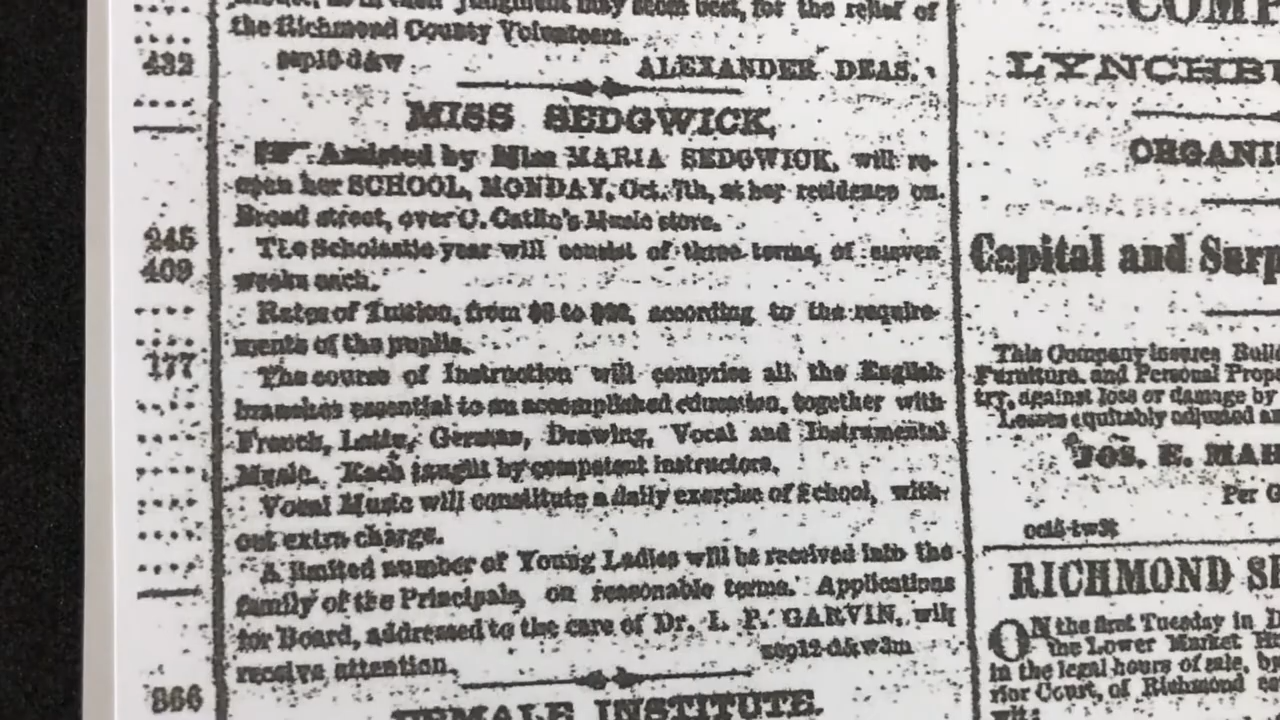 the Richmond County Volunteers.
432
sep10-d&w
ALEXANDER DEAS.
MISS SEDGWICK,
Assisted by Miss MARIA SEDGWICK, will re-
open her SCHOOL, MONDAY, Oct. 7th, at her residence on
Broad street, over G. Catlin's Music store.
245
The Scholastic year will consist of three terms, of eleven
409
weeks each.
Rates of Tuition, from to according to the require-
ments of the pupils.
177
The course of Instruction will comprise all the English
branches essential to an accomplished education, together with
French, Latin, German, Drawing, Vocal and Instrumental
Music. Each taught by competent instructors.
Vocal Music will constitute a daily exercise of School, with-
out extra charge.
A limited number of Young Ladies will be received into the
family of the Principals, on reasonable terms. Applications
for Board, addressed to the care of Dr. I. P. GARVIN, will
receive attention.
sep12-d&w3m
866
FEMALE INSTITUTE.
COMP
LYNCHB
ORGANI
Capital and Surp
This Company issues Buil
Furniture, and Personal Prope
try, against loss or damage by
Losses equitably adjusted an
JOS. E. MAH
Per G
RICHMOND SH
ON the first Tuesday in D
the Lower Market H
in the legal hours of sale,
rior Court, of Richmond
wit: